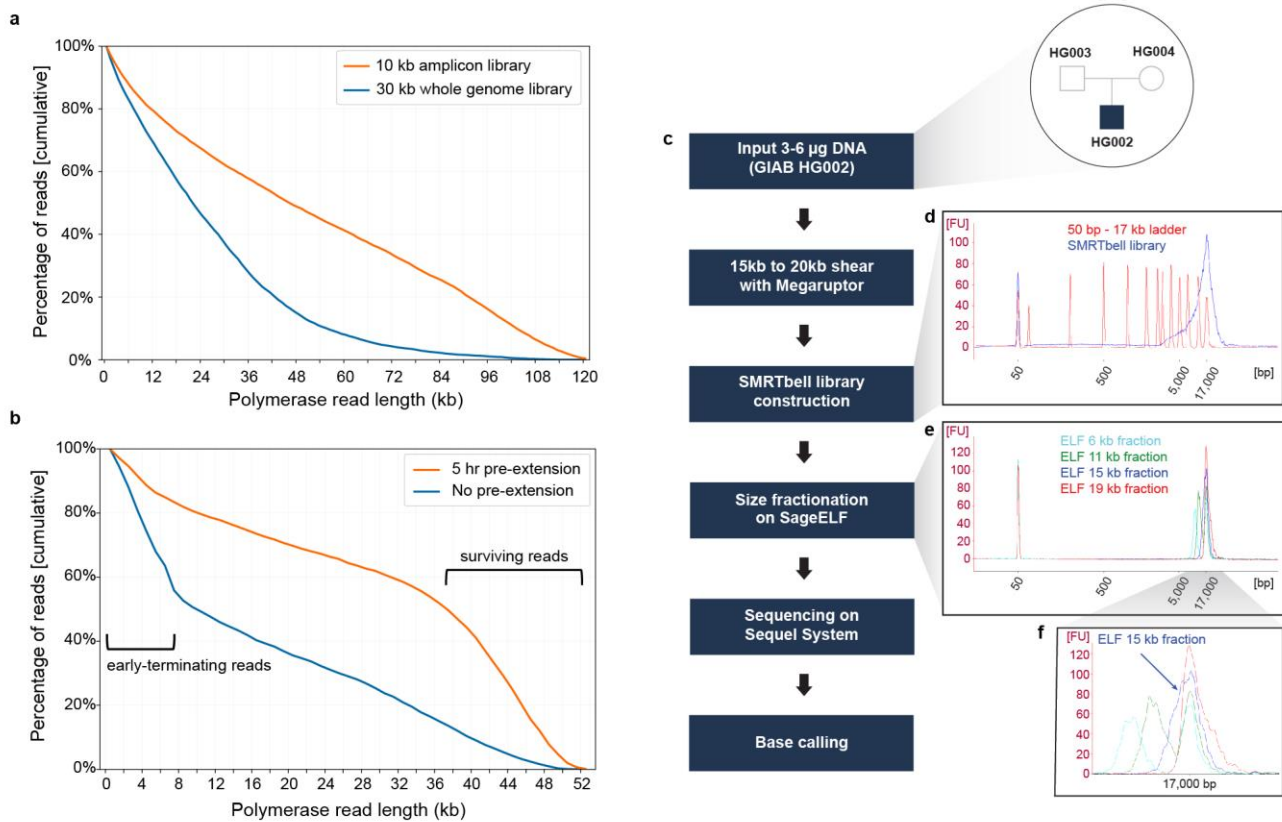 a
100%
80%
60%
40%
20%
0%
Percentage of reads [cumulative]
10 kb amplicon library
30 kb whole genome library
0 12 24 36 48 60 72 84 96 108 120
Polymerase read length (kb)
b
100%
80%
60%
40%
20%
0%
Percentage of reads [cumulative]
5 hr pre-extension
No pre-extension
surviving reads
early-terminating reads
0 4 8 12 16 20 24 28 32 36 40 44 48 52
Polymerase read length (kb)
c
HG003
HG004
HG002
Input 3-6 µg DNA
(GIAB HG002)
15kb to 20kb shear
with Megaruptor
SMRTbell library
construction
Size fractionation
on SageELF
Sequencing on
Sequel System
Base calling
d
[FU]
50 bp - 17 kb ladder
SMRTbell library
100
80
60
40
20
0
50 500 5,000 17,000 [bp]
e
[FU]
ELF 6 kb fraction
ELF 11 kb fraction
ELF 15 kb fraction
ELF 19 kb fraction
120
100
80
60
40
20
0
50 500 5,000 17,000 [bp]
f
[FU]
ELF 15 kb fraction
120
100
80
60
40
20
0
17,000 bp